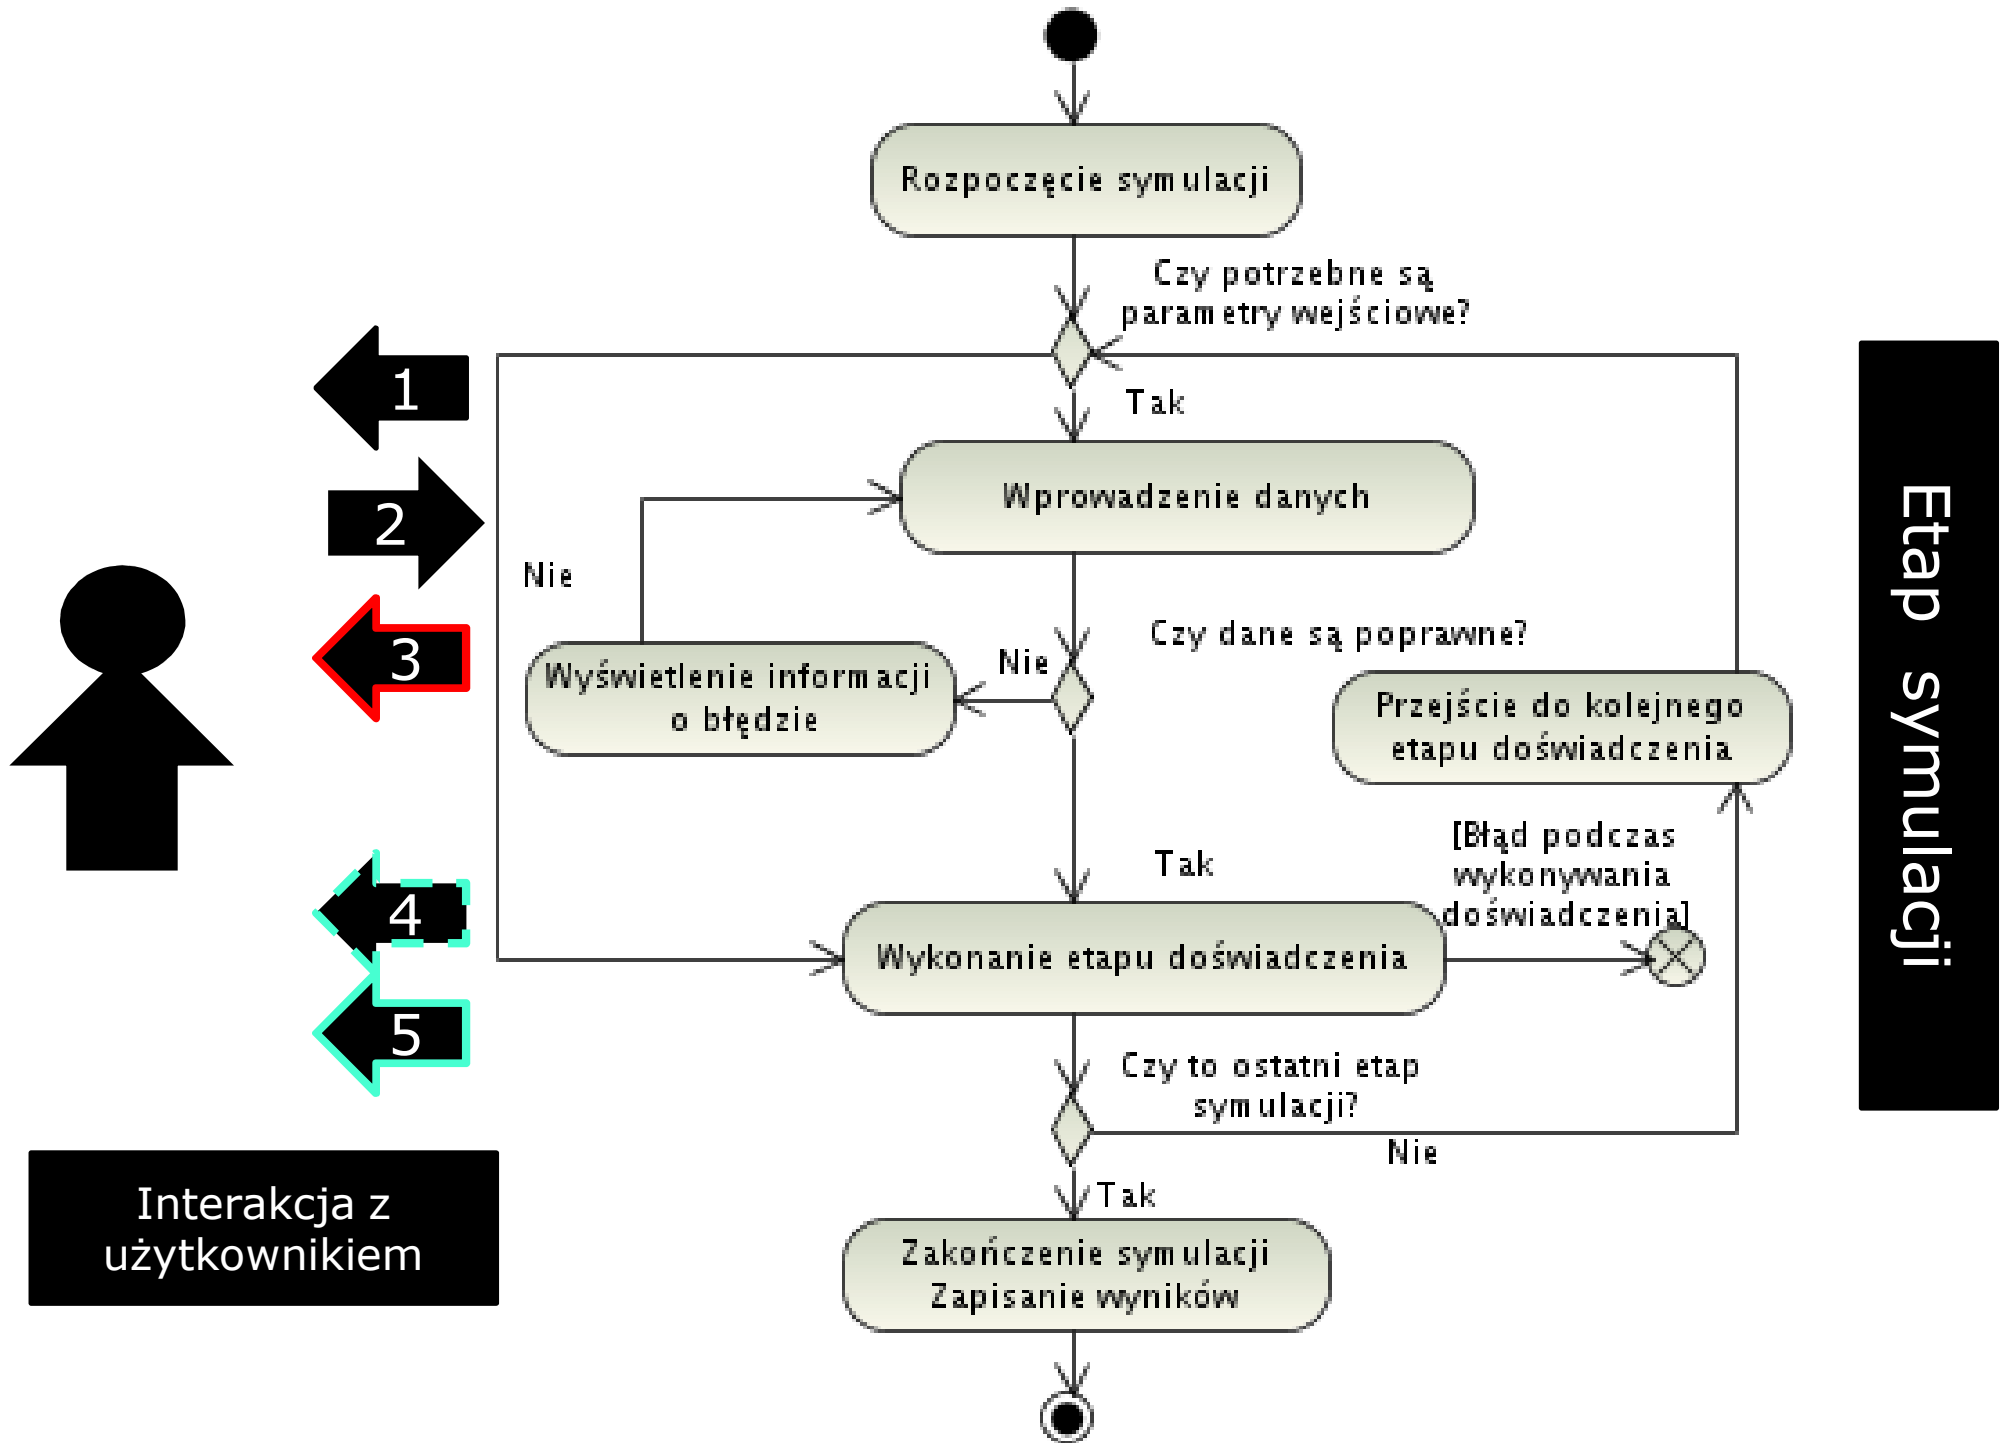 Rozpoczęcie symulacji
Czy potrzebne są
parametry wejściowe?
1
Tak
2
Wprowadzenie danych
Nie
3
Czy dane są poprawne?
Nie
Wyświetlenie informacji
o błędzie
Przejście do kolejnego
etapu doświadczenia
Etap symulacji
[Błąd podczas
wykonywania
doświadczenia]
Tak
4
Wykonanie etapu doświadczenia
5
Czy to ostatni etap
symulacji?
Nie
Tak
Interakcja z
użytkownikiem
Zakończenie symulacji
Zapisanie wyników